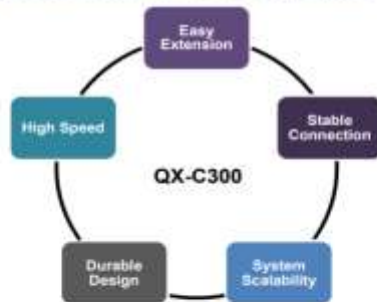 Easy
Extension
High Speed
Stable
Connection
QX-C300
Durable
Design
System
Scalability